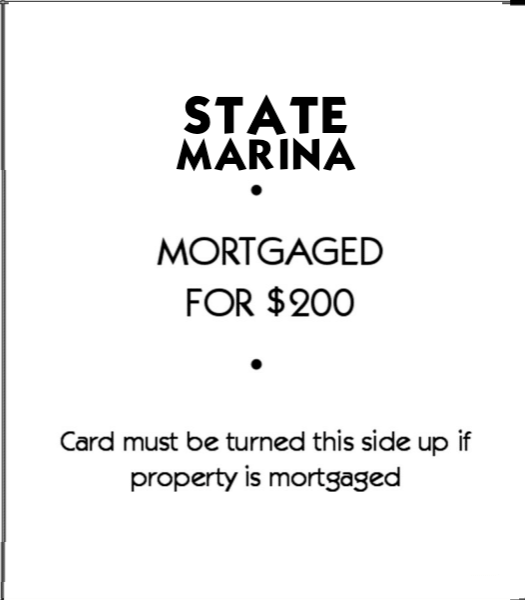 STATE
MARINA
•
MORTGAGED
FOR $200
•
Card must be turned this side up if
property is mortgaged